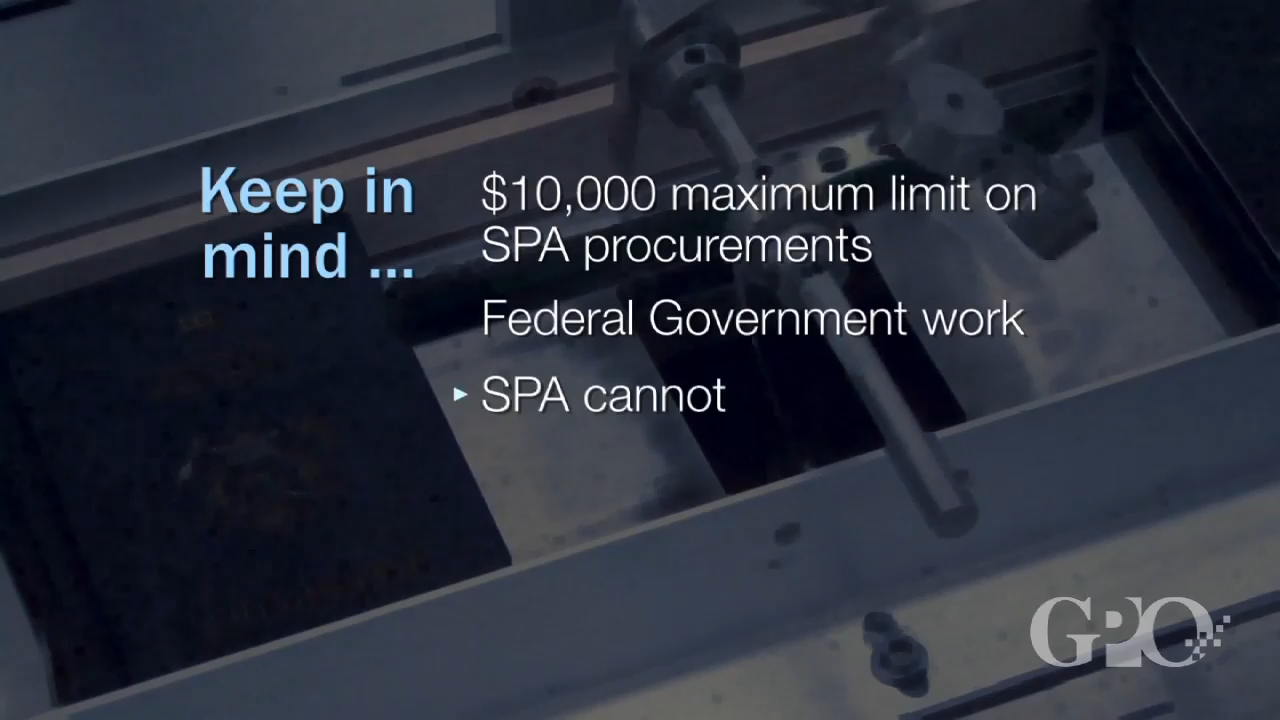 Keep in
mind ...
$10,000 maximum limit on
SPA procurements
Federal Government work
‣ SPA cannot
GPO